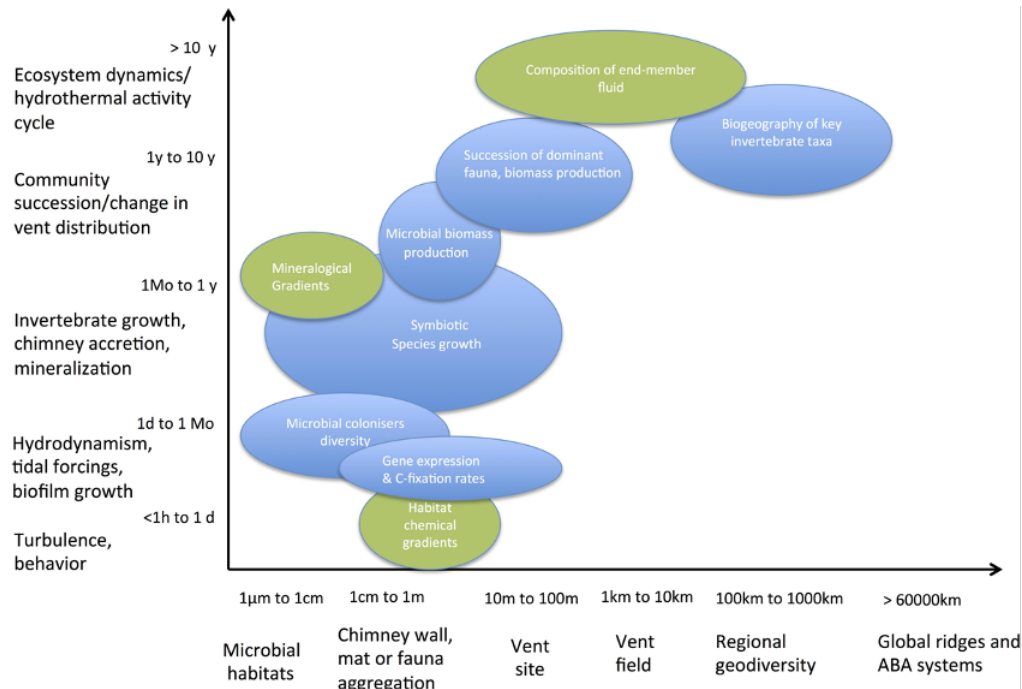 > 10 y
Ecosystem dynamics/
hydrothermal activity
cycle
1y to 10 y
Community
succession/change in
vent distribution
1Mo to 1 y
Invertebrate growth,
chimney accretion,
mineralization
1d to 1 Mo
Hydrodynamism,
tidal forcings,
biofilm growth
<1h to 1 d
Turbulence,
behavior
Composition of end-member
fluid
Biogeography of key
invertebrate taxa
Succession of dominant
fauna, biomass production
Microbial biomass
production
Mineralogical
Gradients
Symbiotic
Species growth
Microbial colonisers
diversity
Gene expression
& C-fixation rates
Habitat
chemical
gradients
1μm to 1cm
1cm to 1m
10m to 100m
1km to 10km
100km to 1000km
> 60000km
Microbial
habitats
Chimney wall,
mat or fauna
aggregation
Vent
site
Vent
field
Regional
geodiversity
Global ridges and
ABA systems